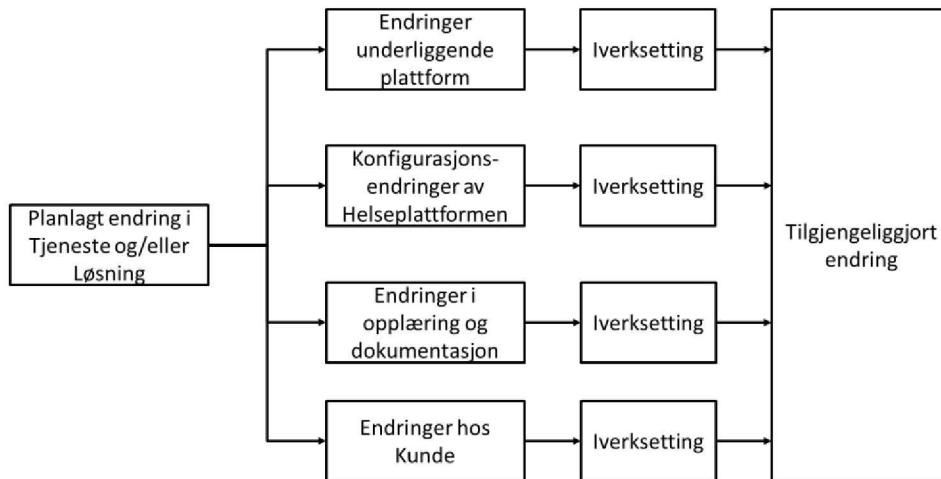 Planlagt endring i
Tjeneste og/eller
Løsning
Endringer
underliggende
plattform
Iverksetting
Konfigurasjons-
endringer av
Helseplattformen
Iverksetting
Endringer i
opplæring og
dokumentasjon
Iverksetting
Endringer hos
Kunde
Iverksetting
Tilgjengeliggjort
endring